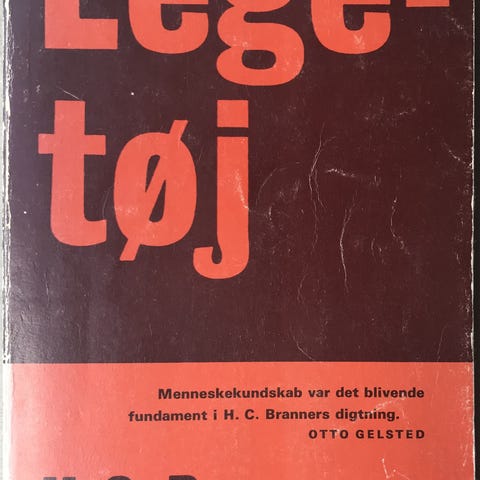 Lege-
tøj
Menneskekundskab var det blivende
fundament i H. C. Branners digtning.
OTTO GELSTED